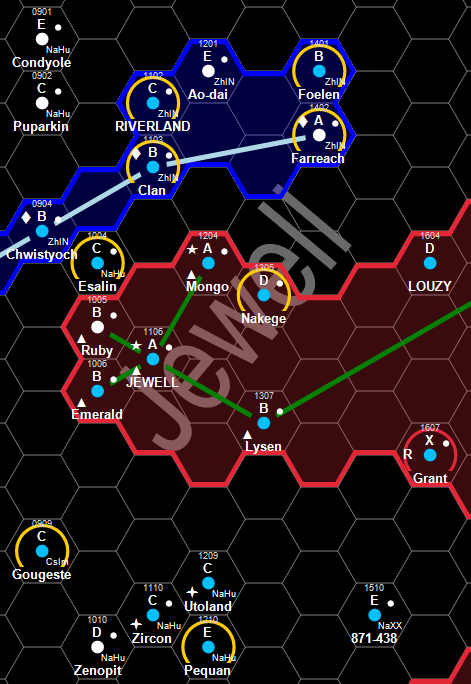 0901
E
NaHu
Condyole
0902
C
NaHu
Puparkin
1102
C
ZhIN
RIVERLAND
1201
E
Ao-dai
ZhIN
1401
B
ZhIN
Foelen
1402
A
ZhIN
Farreach
1103
B
ZhIN
Clan
0904
B
ZhIN
Chwistyoch
1004
C
NaHu
Esalin
1204
A
Mongo
1305
D
Nakege
1604
D
LOUZY
1005
B
Ruby
1106
A
JEWELL
1006
B
Emerald
1307
B
Lysen
Jewell
1607
X
R
Grant
0909
C
CsIm
Gougeste
1209
C
NaHu
Utoland
1110
C
NaHu
Zircon
1010
D
NaHu
Zenopit
1210
E
NaHu
Pequan
1510
E
NaXX
871-438